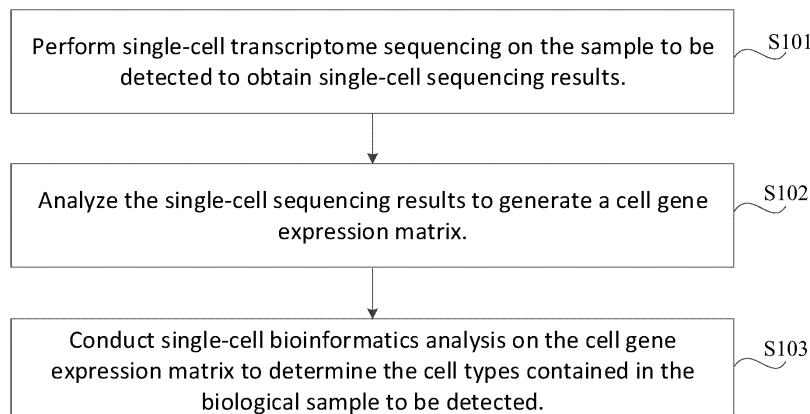 Perform single-cell transcriptome sequencing on the sample to be
detected to obtain single-cell sequencing results.
S101
Analyze the single-cell sequencing results to generate a cell gene
expression matrix.
S102
Conduct single-cell bioinformatics analysis on the cell gene
expression matrix to determine the cell types contained in the
biological sample to be detected.
S103